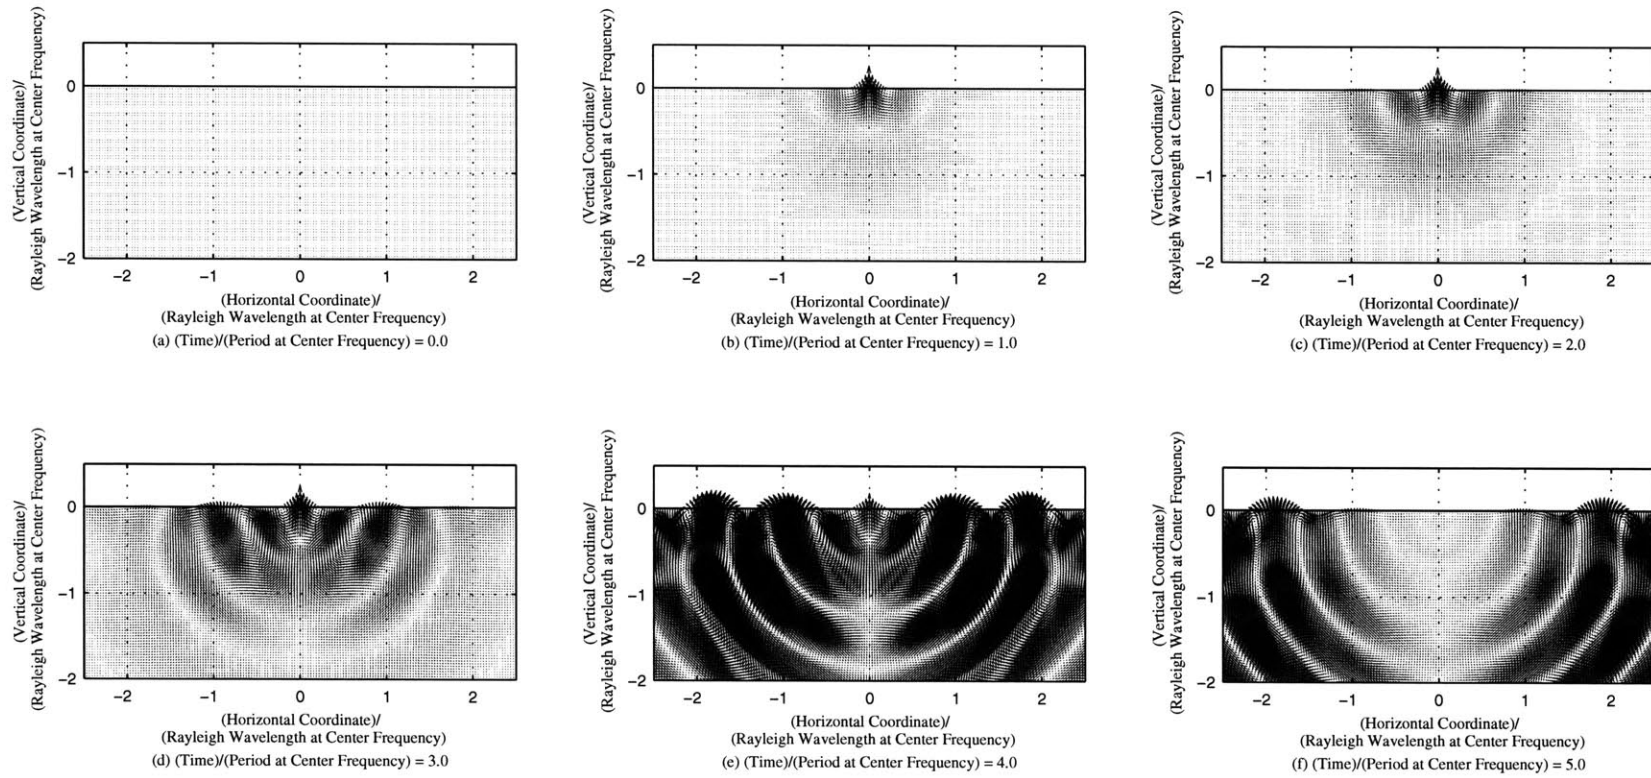 (Vertical Coordinate)/
(Rayleigh Wavelength at Center Frequency)
0
−1
−2
−2 −1 0 1 2
(Horizontal Coordinate)/
(Rayleigh Wavelength at Center Frequency)
(a) (Time)/(Period at Center Frequency) = 0.0
(Vertical Coordinate)/
(Rayleigh Wavelength at Center Frequency)
0
−1
−2
−2 −1 0 1 2
(Horizontal Coordinate)/
(Rayleigh Wavelength at Center Frequency)
(b) (Time)/(Period at Center Frequency) = 1.0
(Vertical Coordinate)/
(Rayleigh Wavelength at Center Frequency)
0
−1
−2
−2 −1 0 1 2
(Horizontal Coordinate)/
(Rayleigh Wavelength at Center Frequency)
(c) (Time)/(Period at Center Frequency) = 2.0
(Vertical Coordinate)/
(Rayleigh Wavelength at Center Frequency)
0
−1
−2
−2 −1 0 1 2
(Horizontal Coordinate)/
(Rayleigh Wavelength at Center Frequency)
(d) (Time)/(Period at Center Frequency) = 3.0
(Vertical Coordinate)/
(Rayleigh Wavelength at Center Frequency)
0
−1
−2
−2 −1 0 1 2
(Horizontal Coordinate)/
(Rayleigh Wavelength at Center Frequency)
(e) (Time)/(Period at Center Frequency) = 4.0
(Vertical Coordinate)/
(Rayleigh Wavelength at Center Frequency)
0
−1
−2
−2 −1 0 1 2
(Horizontal Coordinate)/
(Rayleigh Wavelength at Center Frequency)
(f) (Time)/(Period at Center Frequency) = 5.0